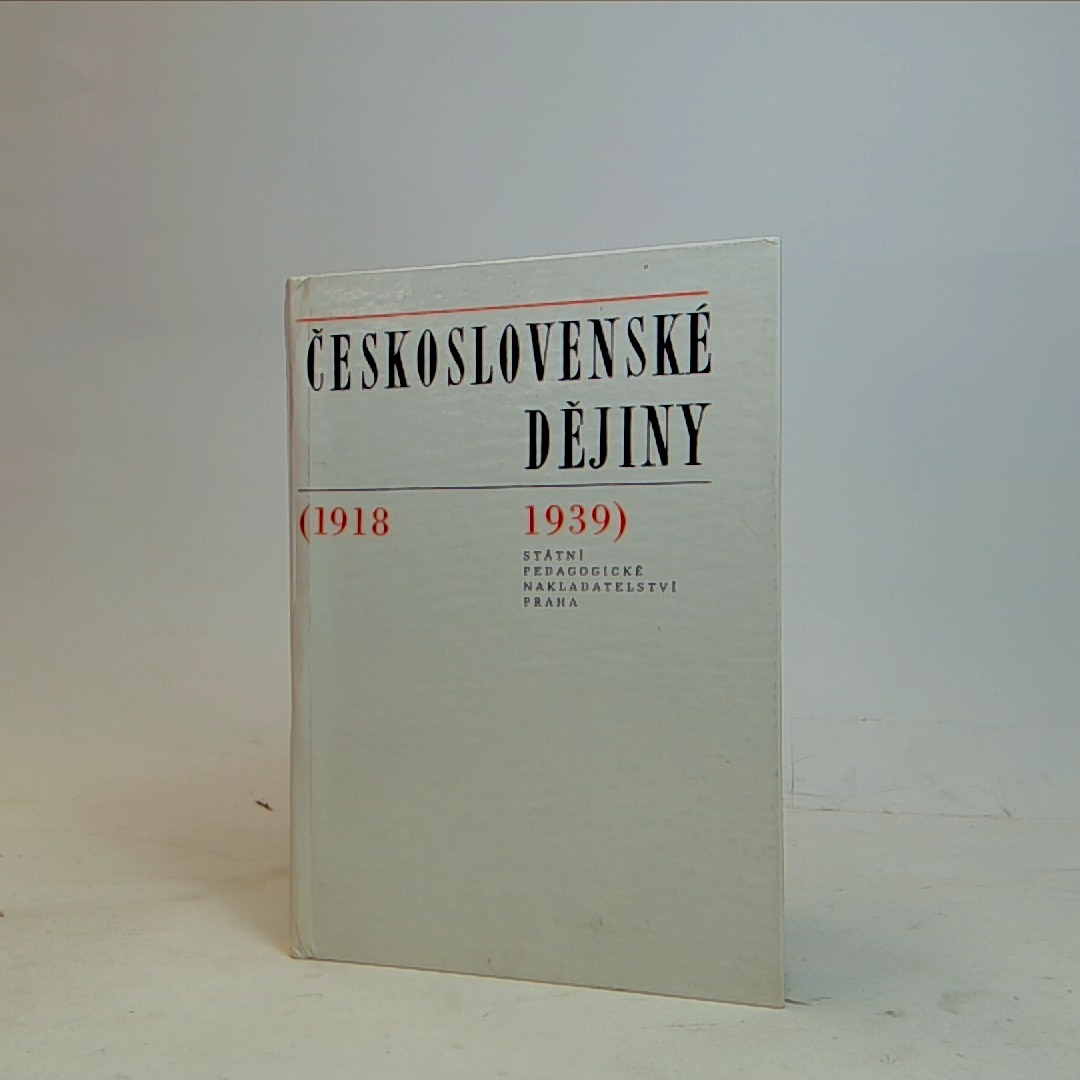 ČESKOSLOVENSKÉ
DĚJINY
(1918 1939)
STÁTNÍ
PEDAGOGICKÉ
NAKLADATELSTVÍ
PRAHA